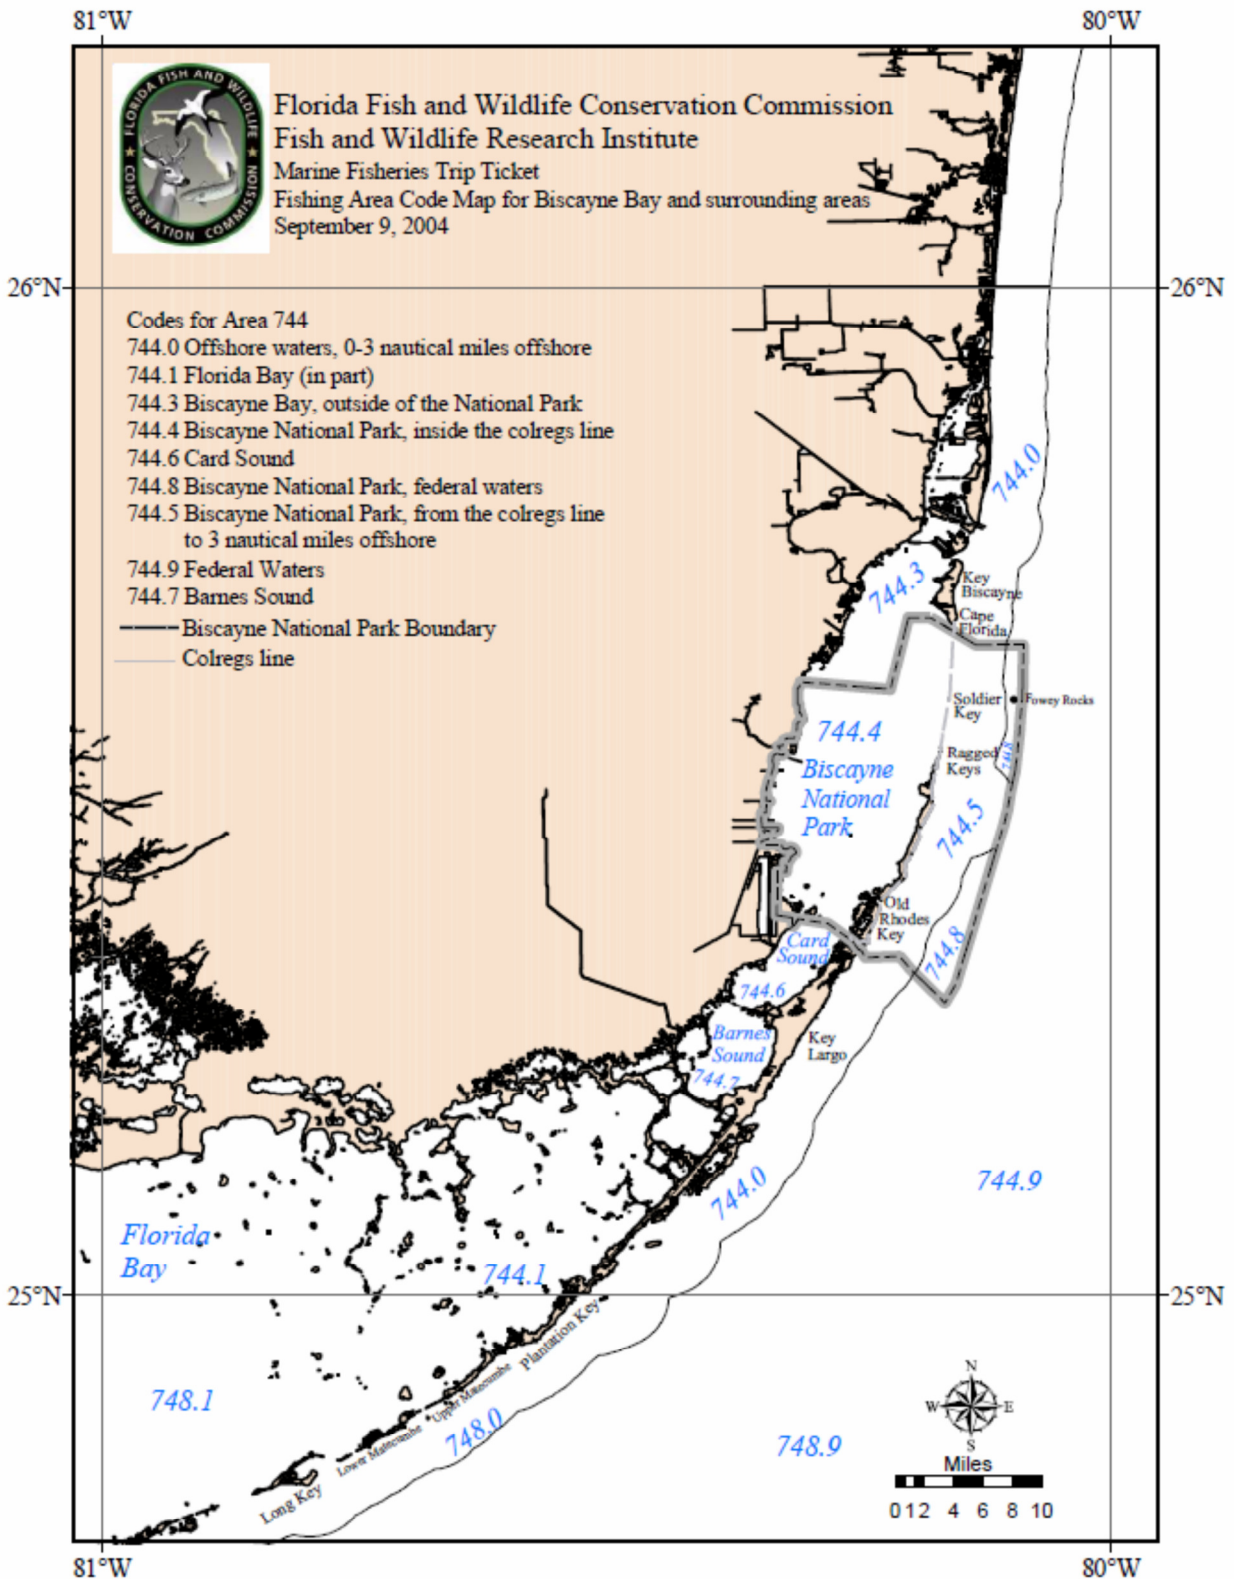 81°W
80°W
FLORIDA FISH AND WILDLIFE
CONSERVATION COMMISSION
Florida Fish and Wildlife Conservation Commission
Fish and Wildlife Research Institute
Marine Fisheries Trip Ticket
Fishing Area Code Map for Biscayne Bay and surrounding areas
September 9, 2004
26°N
26°N
Codes for Area 744
744.0 Offshore waters, 0-3 nautical miles offshore
744.1 Florida Bay (in part)
744.3 Biscayne Bay, outside of the National Park
744.4 Biscayne National Park, inside the colregs line
744.6 Card Sound
744.8 Biscayne National Park, federal waters
744.5 Biscayne National Park, from the colregs line
to 3 nautical miles offshore
744.9 Federal Waters
744.7 Barnes Sound
Biscayne National Park Boundary
Colregs line
744.0
744.3
Key
Biscayne
Cape
Florida
Soldier
Key
Fowey Rocks
744.4
Ragged
Keys
744.8
Biscayne
National
Park
744.5
Old
Rhodes
Key
Card
Sound
744.8
744.6
Barnes
Sound
Key
Largo
744.7
744.0
744.9
Florida
Bay
744.1
25°N
25°N
Plantation Key
Upper Matecumbe
748.1
748.0
Lower Matecumbe
748.9
Long Key
N
W
E
S
Miles
0 1 2 4 6 8 10
81°W
80°W